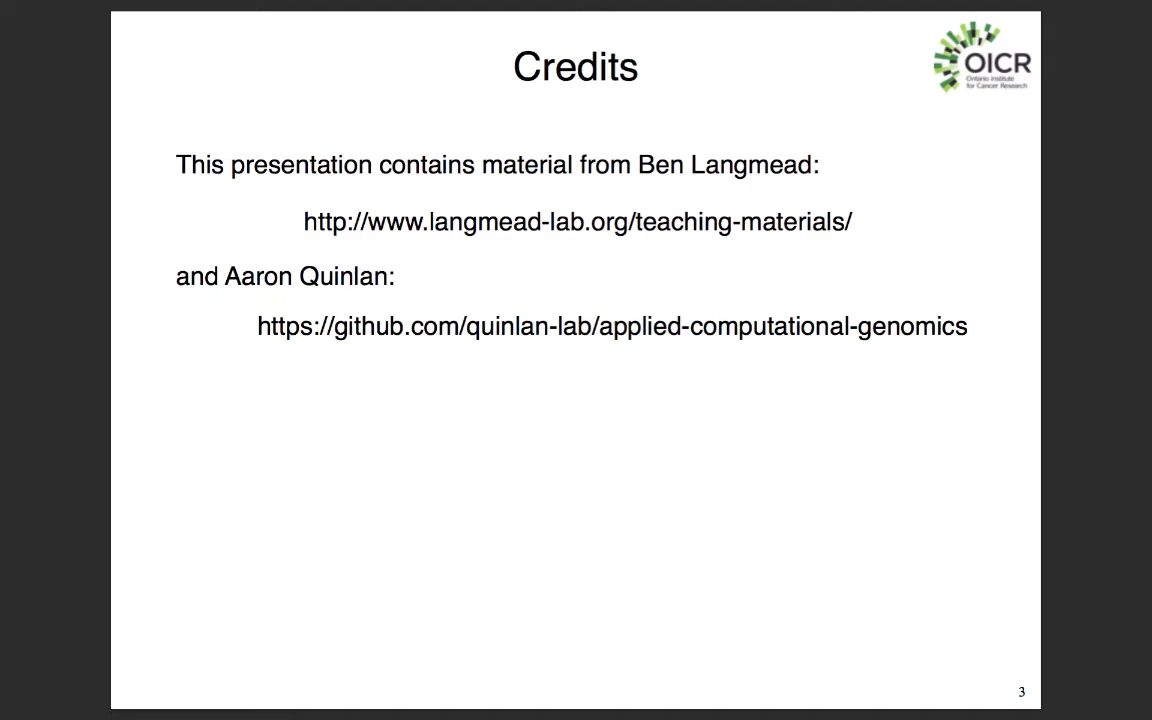 Credits
OICR
Ontario Institute
for Cancer Research
This presentation contains material from Ben Langmead:
http://www.langmead-lab.org/teaching-materials/
and Aaron Quinlan:
https://github.com/quinlan-lab/applied-computational-genomics
3